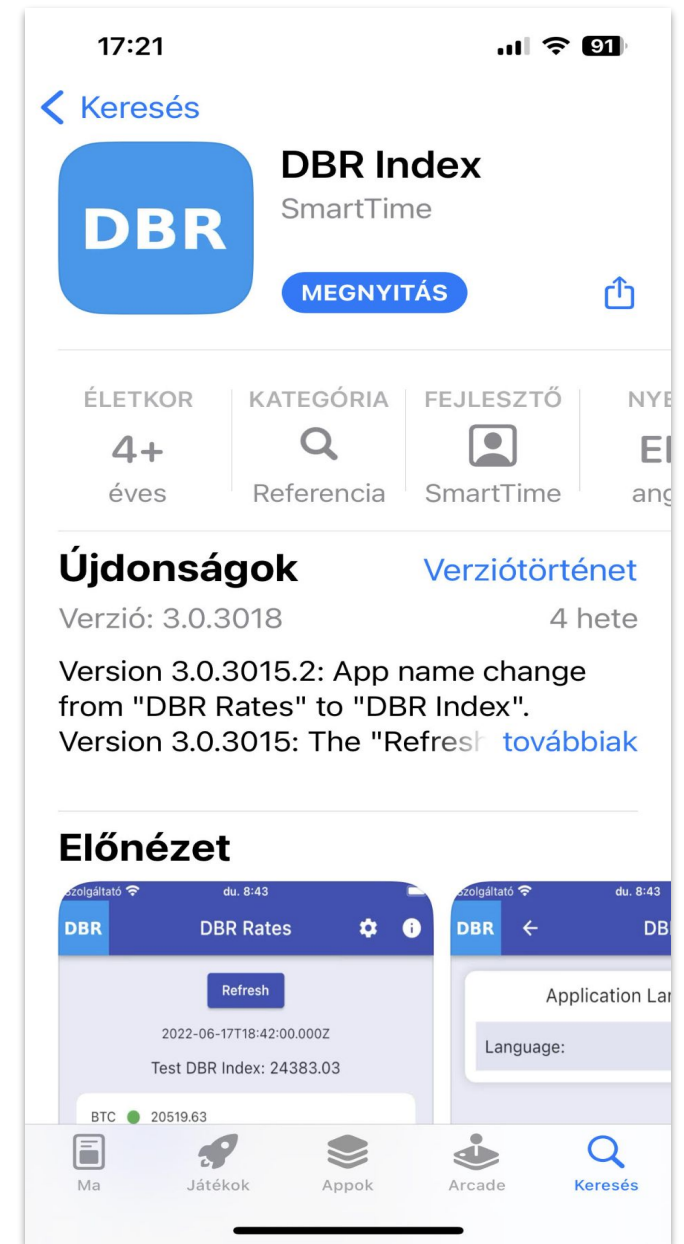 17:21
91
Keresés
DBR
DBR Index
SmartTime
MEGNYITÁS
ÉLETKOR
4+
éves
KATEGÓRIA
Referencia
FEJLESZTŐ
SmartTime
Újdonságok Verziótörténet
Verzió: 3.0.3018 4 hete
Version 3.0.3015.2: App name change
from "DBR Rates" to "DBR Index".
Version 3.0.3015: The "Refresh továbbiak
Előnézet
szolgáltató du. 8:43
DBR DBR Rates
Refresh
2022-06-17T18:42:00.000Z
Test DBR Index: 24383.03
BTC 20519.63
szolgáltató du. 8:43
DBR
Application
Language:
Ma
Játékok
Appok
Arcade
Keresés